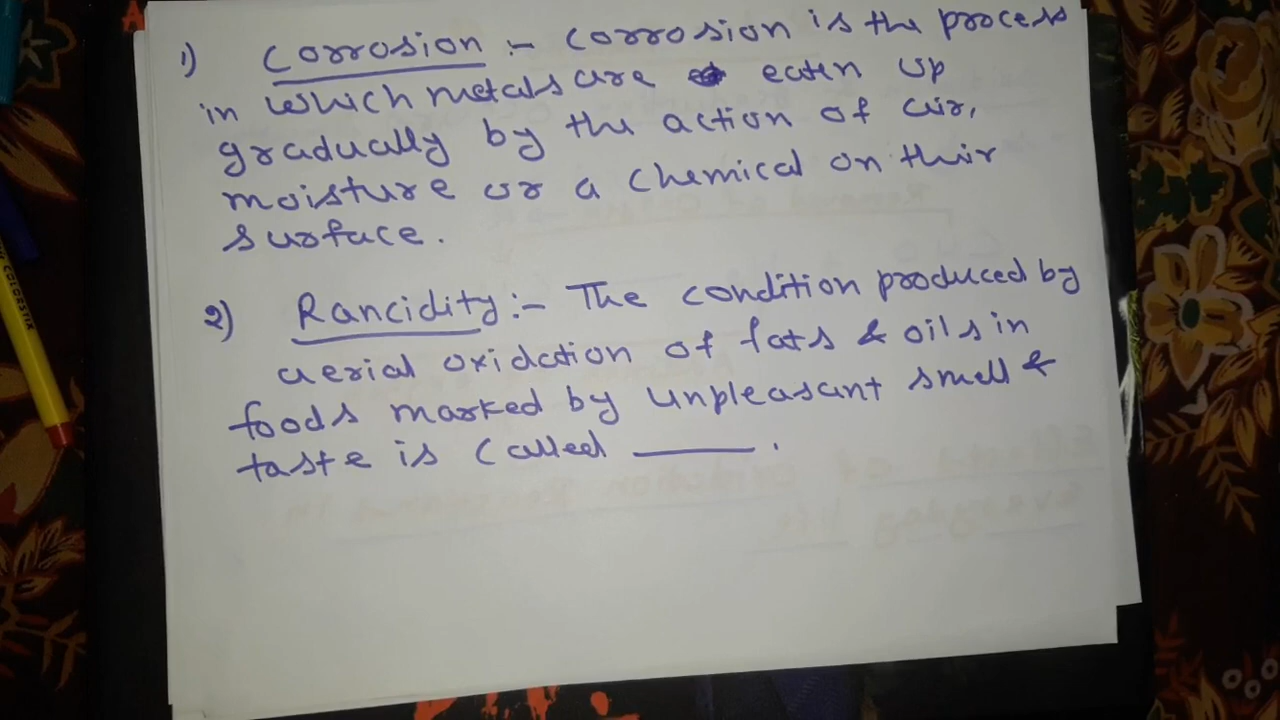 1) Corrosion :- Corrosion is the process
in which metals are eaten up
gradually by the action of air,
moisture or a chemical on their
surface.
2) Rancidity :- The condition produced by
aerial oxidation of fats & oils in
foods marked by unpleasant smell &
taste is called ———.